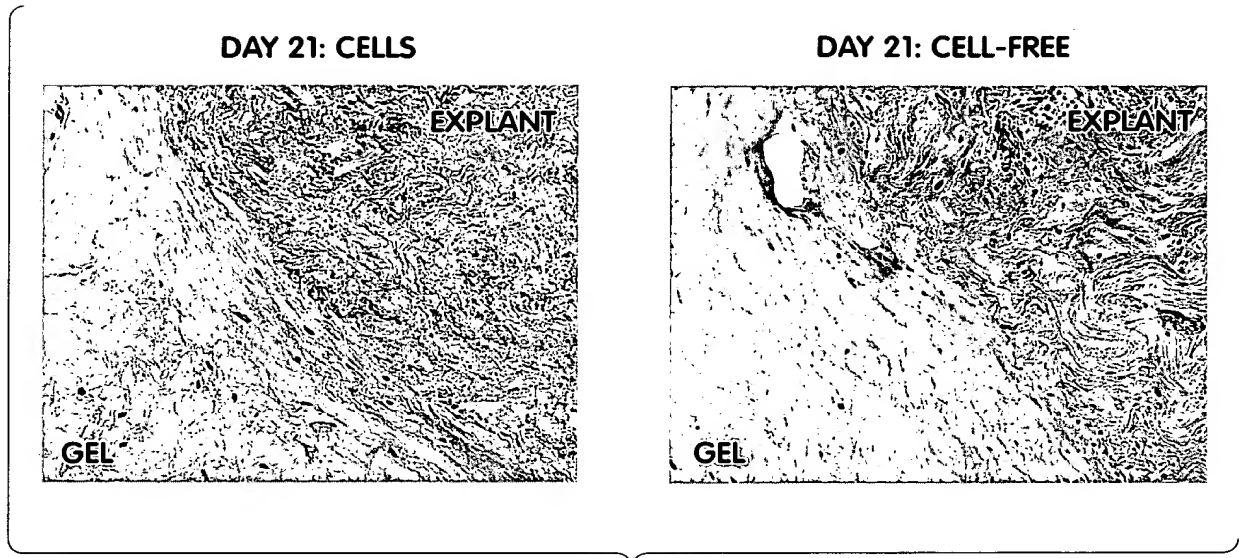 DAY 21: CELLS
DAY 21: CELL-FREE
EXPLANT
EXPLANT
GEL
GEL